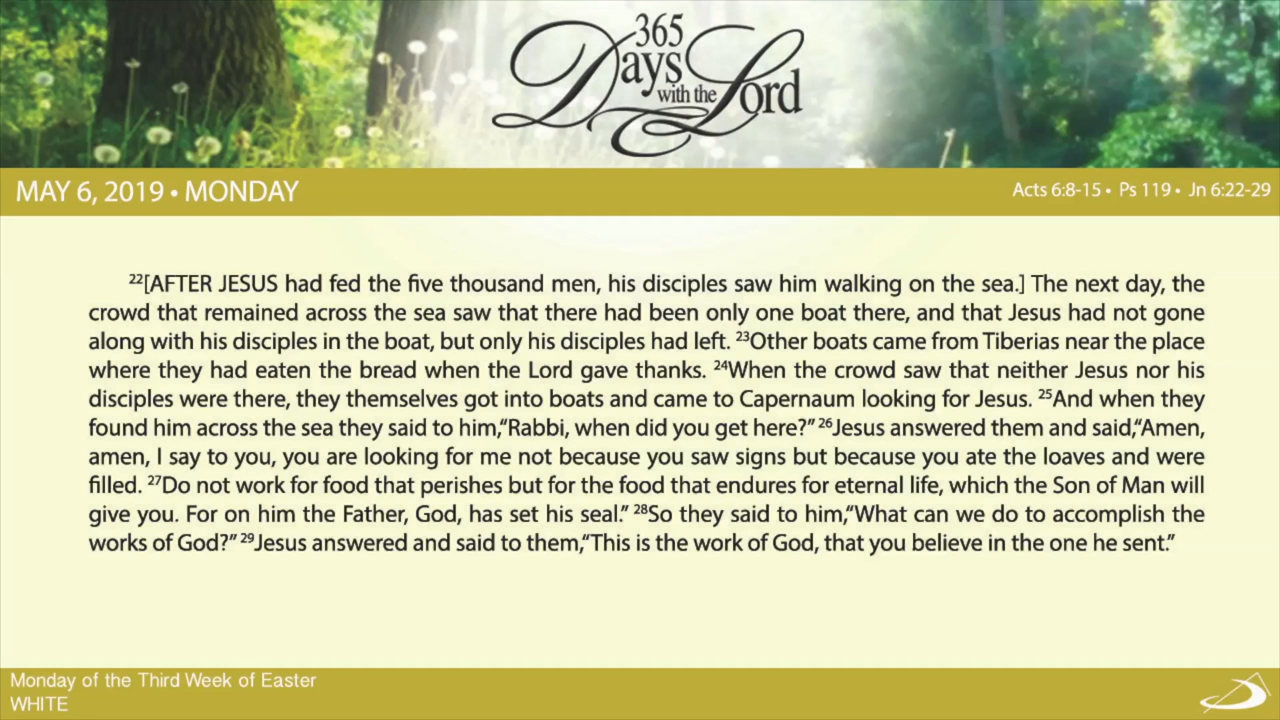 365
Days
with the
Lord
MAY 6, 2019 • MONDAY
Acts 6:8-15 • Ps 119 • Jn 6:22-29
²²[AFTER JESUS had fed the five thousand men, his disciples saw him walking on the sea.] The next day, the
crowd that remained across the sea saw that there had been only one boat there, and that Jesus had not gone
along with his disciples in the boat, but only his disciples had left. ²³Other boats came from Tiberias near the place
where they had eaten the bread when the Lord gave thanks. ²⁴When the crowd saw that neither Jesus nor his
disciples were there, they themselves got into boats and came to Capernaum looking for Jesus. ²⁵And when they
found him across the sea they said to him,“Rabbi, when did you get here?” ²⁶Jesus answered them and said,“Amen,
amen, I say to you, you are looking for me not because you saw signs but because you ate the loaves and were
filled. ²⁷Do not work for food that perishes but for the food that endures for eternal life, which the Son of Man will
give you. For on him the Father, God, has set his seal.” ²⁸So they said to him,“What can we do to accomplish the
works of God?” ²⁹Jesus answered and said to them,“This is the work of God, that you believe in the one he sent.”
Monday of the Third Week of Easter
WHITE